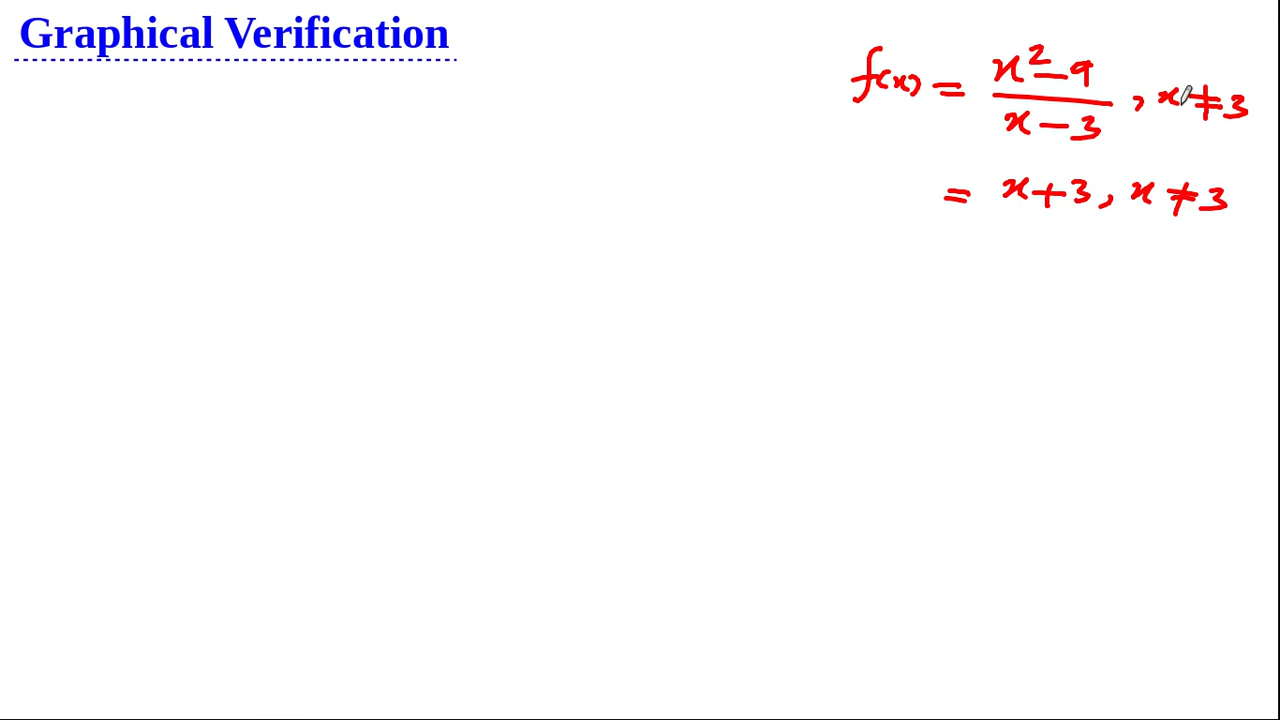 Graphical Verification
f(x) = x² - 9 / x - 3, x ≠ 3
= x + 3, x ≠ 3